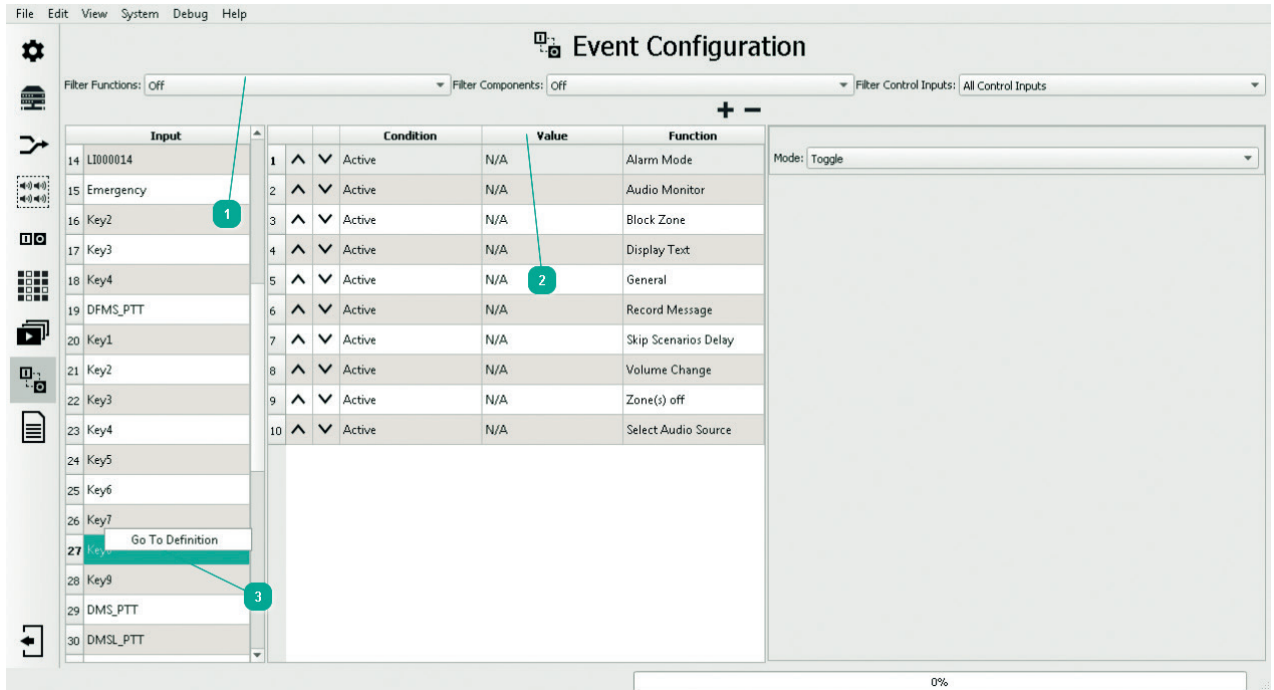 File Edit View System Debug Help
Event Configuration
Filter Functions: Off Filter Components: Off Filter Control Inputs: All Control Inputs
Input Condition Value Function
14 LI000014 1 Active N/A Alarm Mode Mode: Toggle
15 Emergency 2 Active N/A Audio Monitor
16 Key2 1 3 Active N/A Block Zone
17 Key3 4 Active N/A Display Text
18 Key4 5 Active N/A 2 General
19 DFMS_PTT 6 Active N/A Record Message
20 Key1 7 Active N/A Skip Scenarios Delay
21 Key2 8 Active N/A Volume Change
22 Key3 9 Active N/A Zone(s) off
23 Key4 10 Active N/A Select Audio Source
24 Key5
25 Key6
26 Key7
Go To Definition
27
28 Key9
3
29 DMS_PTT
30 DMSL_PTT
0%